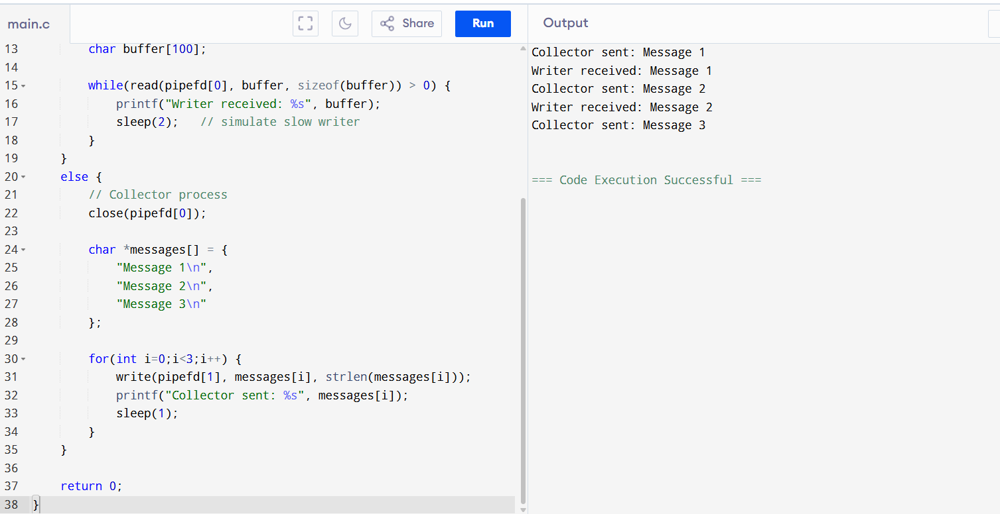 main.c
Share
Run
Output
13 char buffer[100];
14
15 while(read(pipefd[0], buffer, sizeof(buffer)) > 0) {
16 printf("Writer received: %s", buffer);
17 sleep(2); // simulate slow writer
18 }
19 }
20 else {
21 // Collector process
22 close(pipefd[0]);
23
24 char *messages[] = {
25 "Message 1\n",
26 "Message 2\n",
27 "Message 3\n"
28 };
29
30 for(int i=0;i<3;i++) {
31 write(pipefd[1], messages[i], strlen(messages[i]));
32 printf("Collector sent: %s", messages[i]);
33 sleep(1);
34 }
35 }
36
37 return 0;
38 }
Collector sent: Message 1
Writer received: Message 1
Collector sent: Message 2
Writer received: Message 2
Collector sent: Message 3
=== Code Execution Successful ===